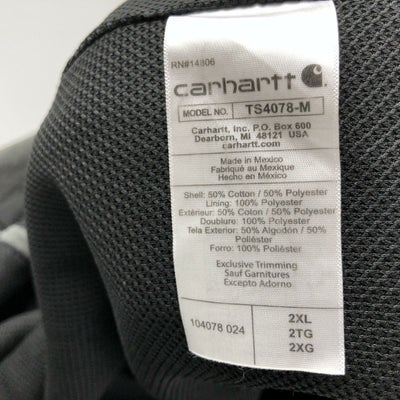 RN#14806
carhartt
MODEL NO. TS4078-M
Carhartt, Inc. P.O. Box 600
Dearborn, MI 48121 USA
carhartt.com
Made in Mexico
Fabriqué au Mexique
Hecho en México
Shell: 50% Cotton / 50% Polyester
Lining: 100% Polyester
Extérieur: 50% Coton / 50% Polyester
Doublure: 100% Polyester
Tela Exterior: 50% Algodón / 50%
Poliéster
Forro: 100% Poliéster
Exclusive Trimming
Sauf Garnitures
Excepto Adorno
104078 024
2XL
2TG
2XG